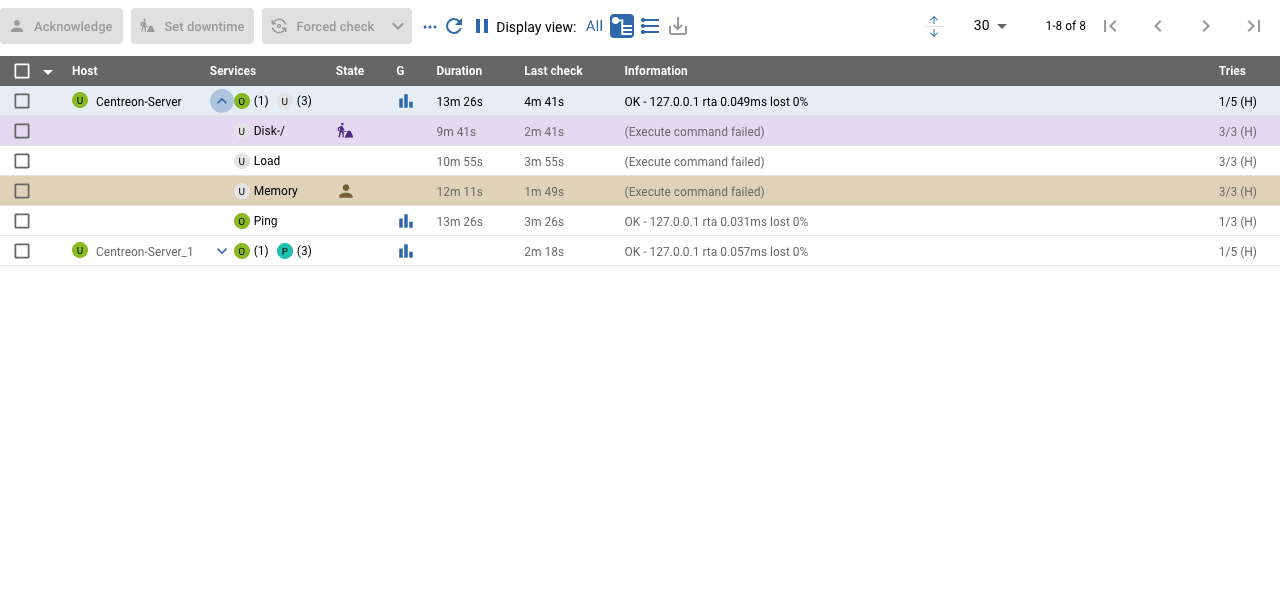 Acknowledge Set downtime Forced check ... Display view: All 30 1-8 of 8
Host Services State G Duration Last check Information Tries
U Centreon-Server O (1) U (3) 13m 26s 4m 41s OK - 127.0.0.1 rta 0.049ms lost 0% 1/5 (H)
U Disk-/ 9m 41s 2m 41s (Execute command failed) 3/3 (H)
U Load 10m 55s 3m 55s (Execute command failed) 3/3 (H)
U Memory 12m 11s 1m 49s (Execute command failed) 3/3 (H)
O Ping 13m 26s 3m 26s OK - 127.0.0.1 rta 0.031ms lost 0% 1/3 (H)
U Centreon-Server_1 O (1) P (3) 2m 18s OK - 127.0.0.1 rta 0.057ms lost 0% 1/5 (H)